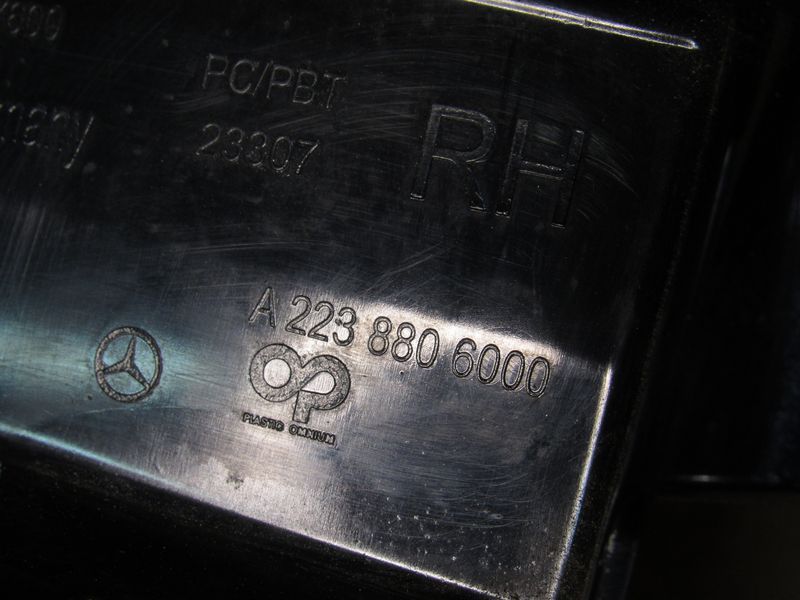 PC/PBT
23307
RH
A 223 880 6000
PLASTIC OMNIUM